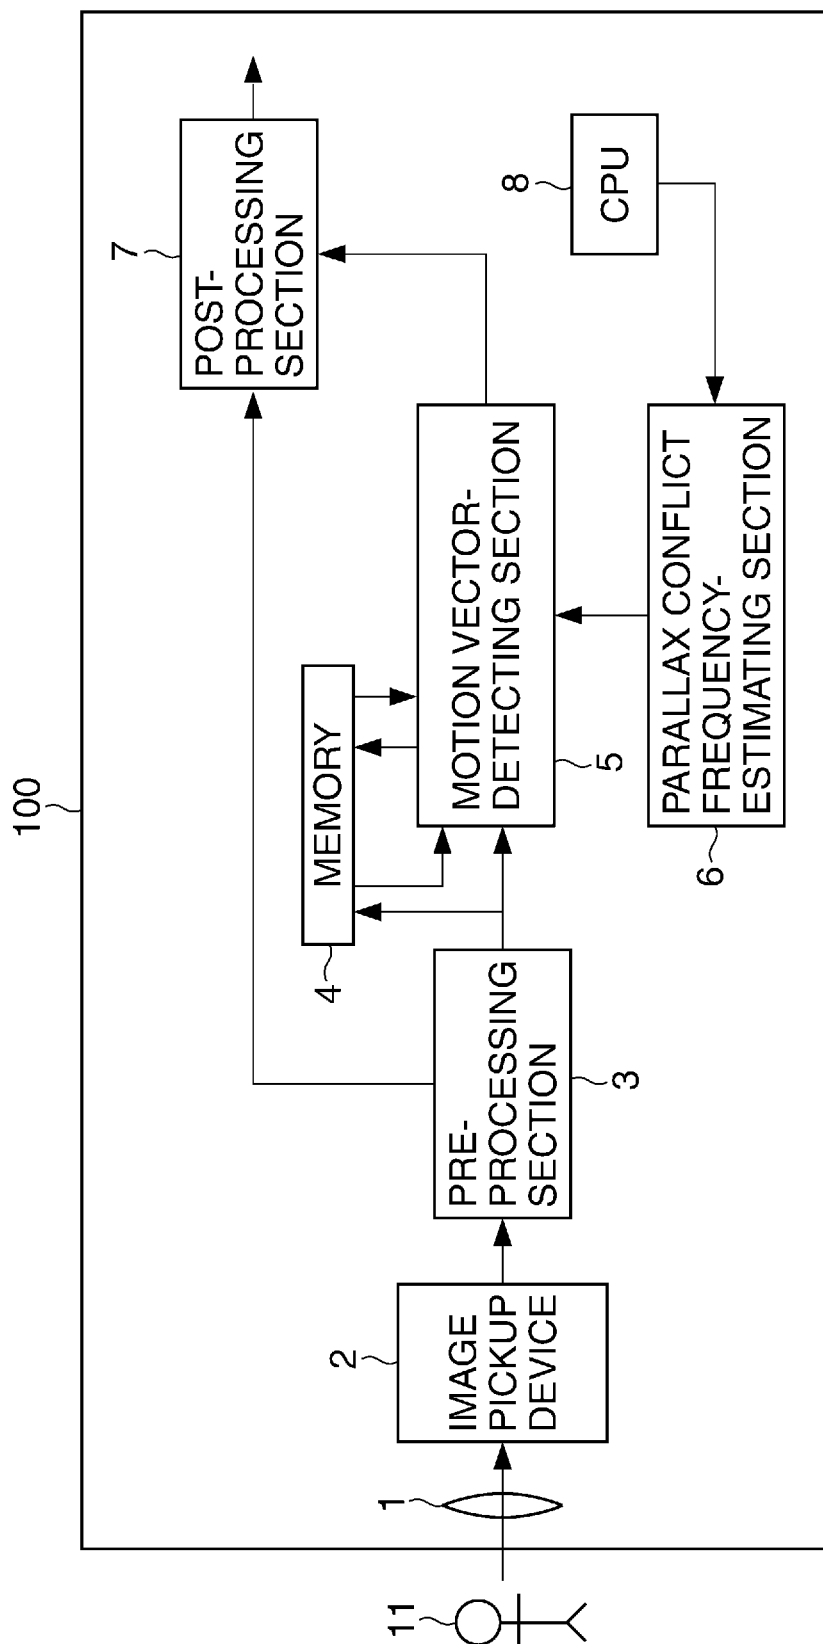 100
11
1
2
IMAGE
PICKUP
DEVICE
3
PRE-
PROCESSING
SECTION
4
MEMORY
5
MOTION VECTOR-
DETECTING SECTION
6
PARALLAX CONFLICT
FREQUENCY-
ESTIMATING SECTION
7
POST-
PROCESSING
SECTION
8
CPU